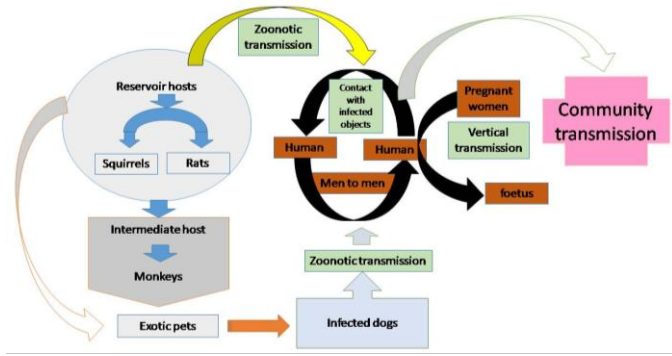 Zoonotic
transmission
Reservoir hosts
Squirrels
Rats
Intermediate host
Monkeys
Exotic pets
Contact
with
infected
objects
Human
Human
Men to men
Pregnant
women
Vertical
transmission
foetus
Community
transmission
Zoonotic transmission
Infected dogs